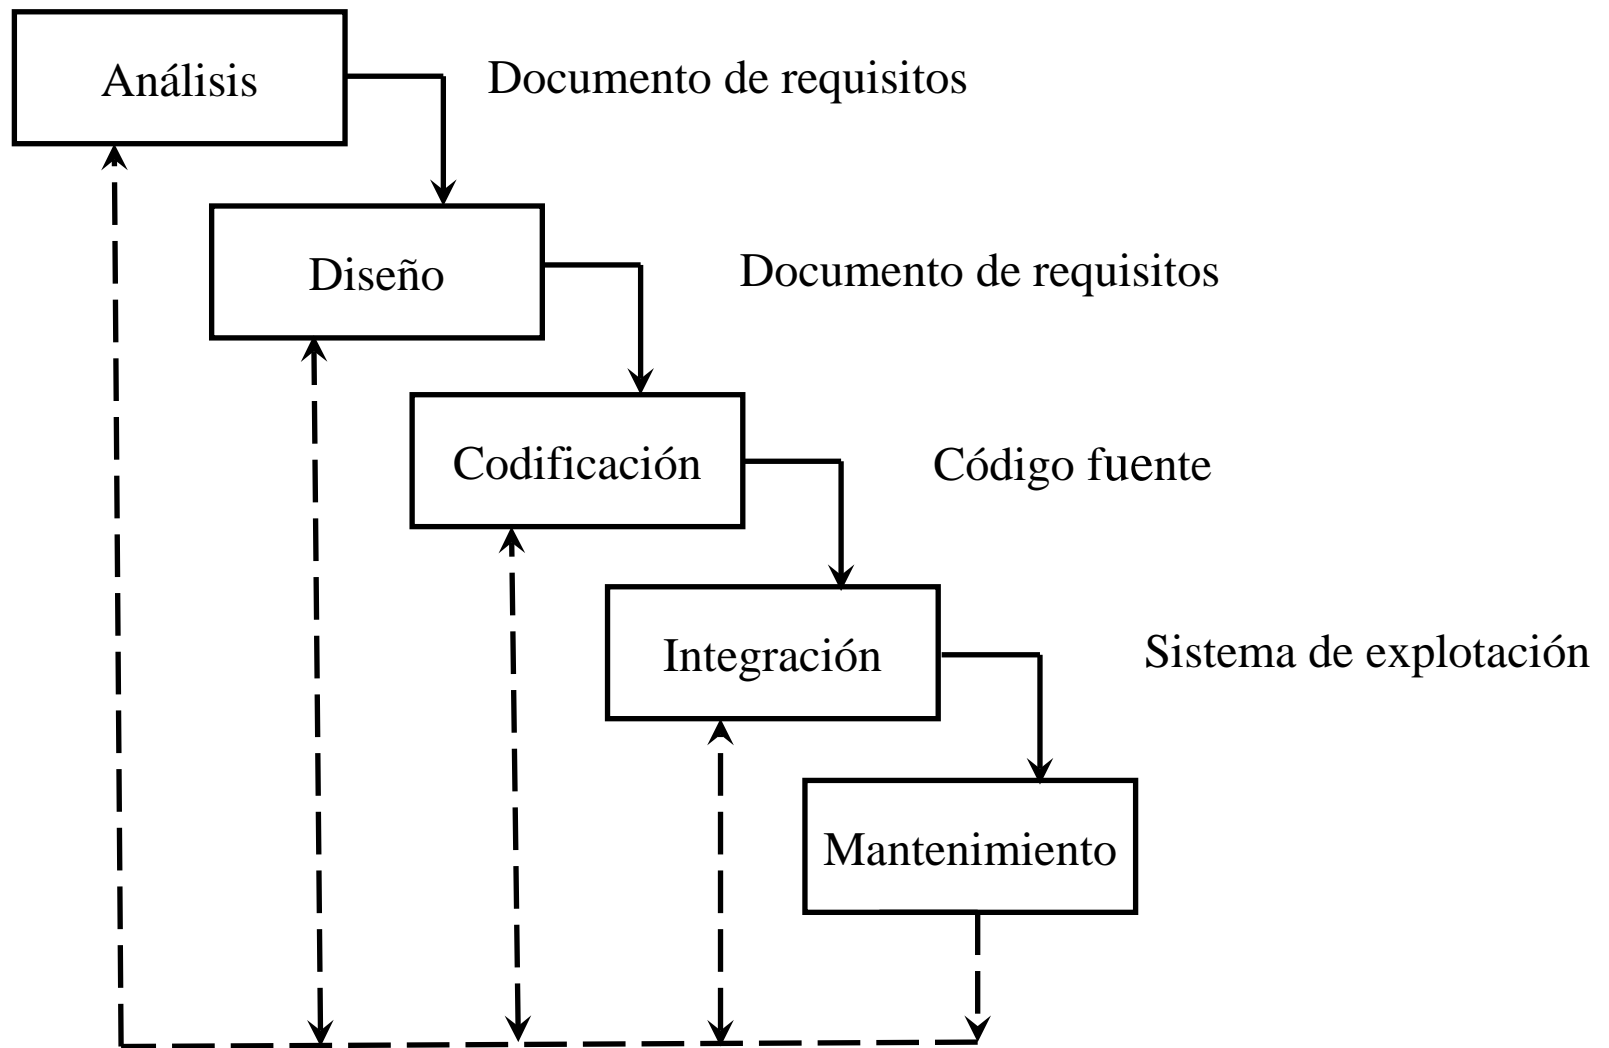 Análisis
Documento de requisitos
Diseño
Documento de requisitos
Codificación
Código fuente
Integración
Sistema de explotación
Mantenimiento